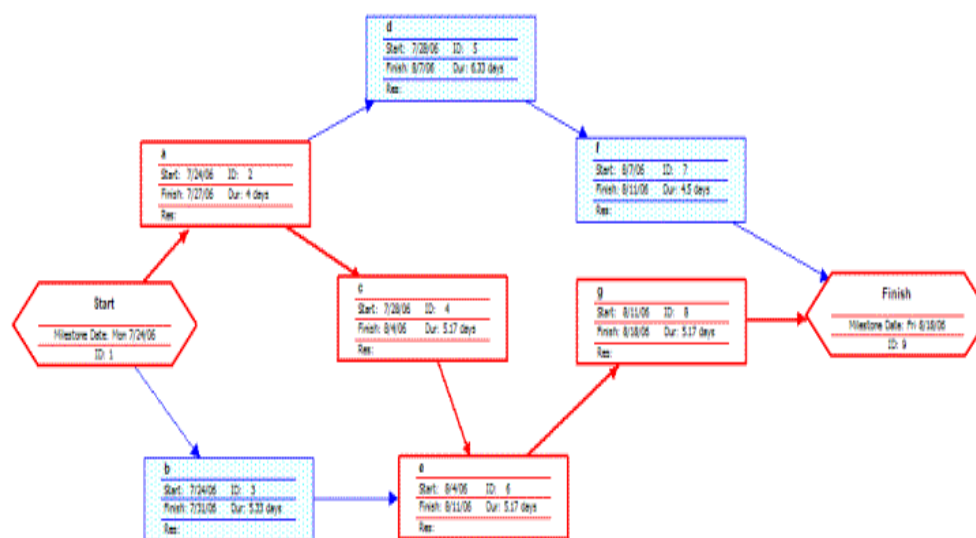 d
Start: 7/28/06 ID: 5
Finish: 8/7/06 Dur: 6.33 days
Res:
a
Start: 7/24/06 ID: 2
Finish: 7/27/06 Dur: 4 days
Res:
f
Start: 8/7/06 ID: 7
Finish: 8/11/06 Dur: 4.5 days
Res:
Start
Milestone Date: Mon 7/24/06
ID: 1
c
Start: 7/28/06 ID: 4
Finish: 8/4/06 Dur: 5.17 days
Res:
g
Start: 8/11/06 ID: 8
Finish: 8/18/06 Dur: 5.17 days
Res:
Finish
Milestone Date: Fri 8/18/06
ID: 9
b
Start: 7/24/06 ID: 3
Finish: 7/31/06 Dur: 5.33 days
Res:
e
Start: 8/4/06 ID: 6
Finish: 8/11/06 Dur: 5.17 days
Res: